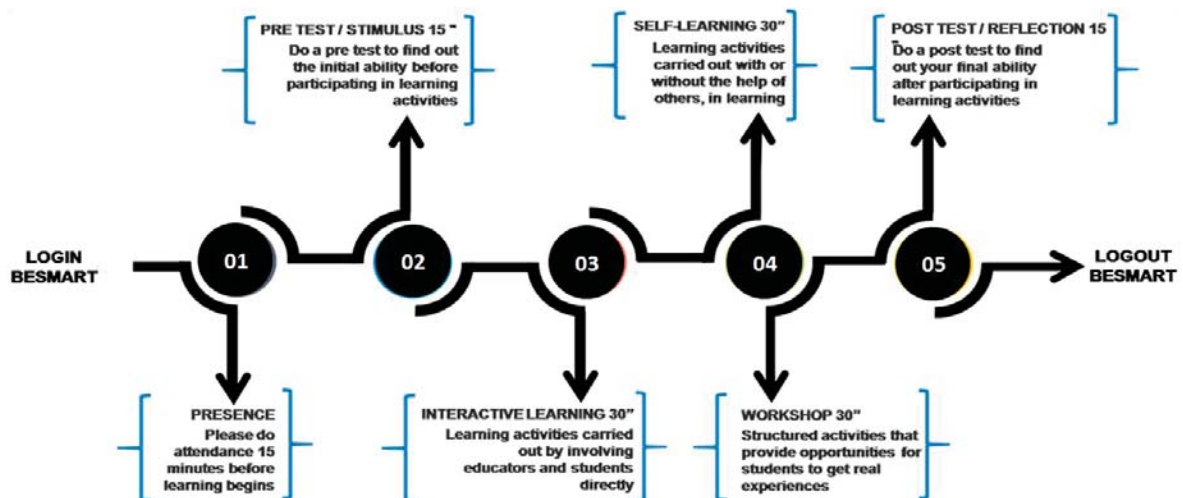 PRE TEST / STIMULUS 15 "
Do a pre test to find out
the initial ability before
participating in learning
activities
SELF-LEARNING 30"
Learning activities
carried out with or
without the help of
others, in learning
POST TEST / REFLECTION 15
"
Do a post test to find
out your final ability
after participating in
learning activities
LOGIN
BESMART
01
02
03
04
05
LOGOUT
BESMART
PRESENCE
Please do
attendance 15
minutes before
learning begins
INTERACTIVE LEARNING 30"
Learning activities carried
out by involving
educators and students
directly
WORKSHOP 30"
Structured activities that
provide opportunities for
students to get real
experiences